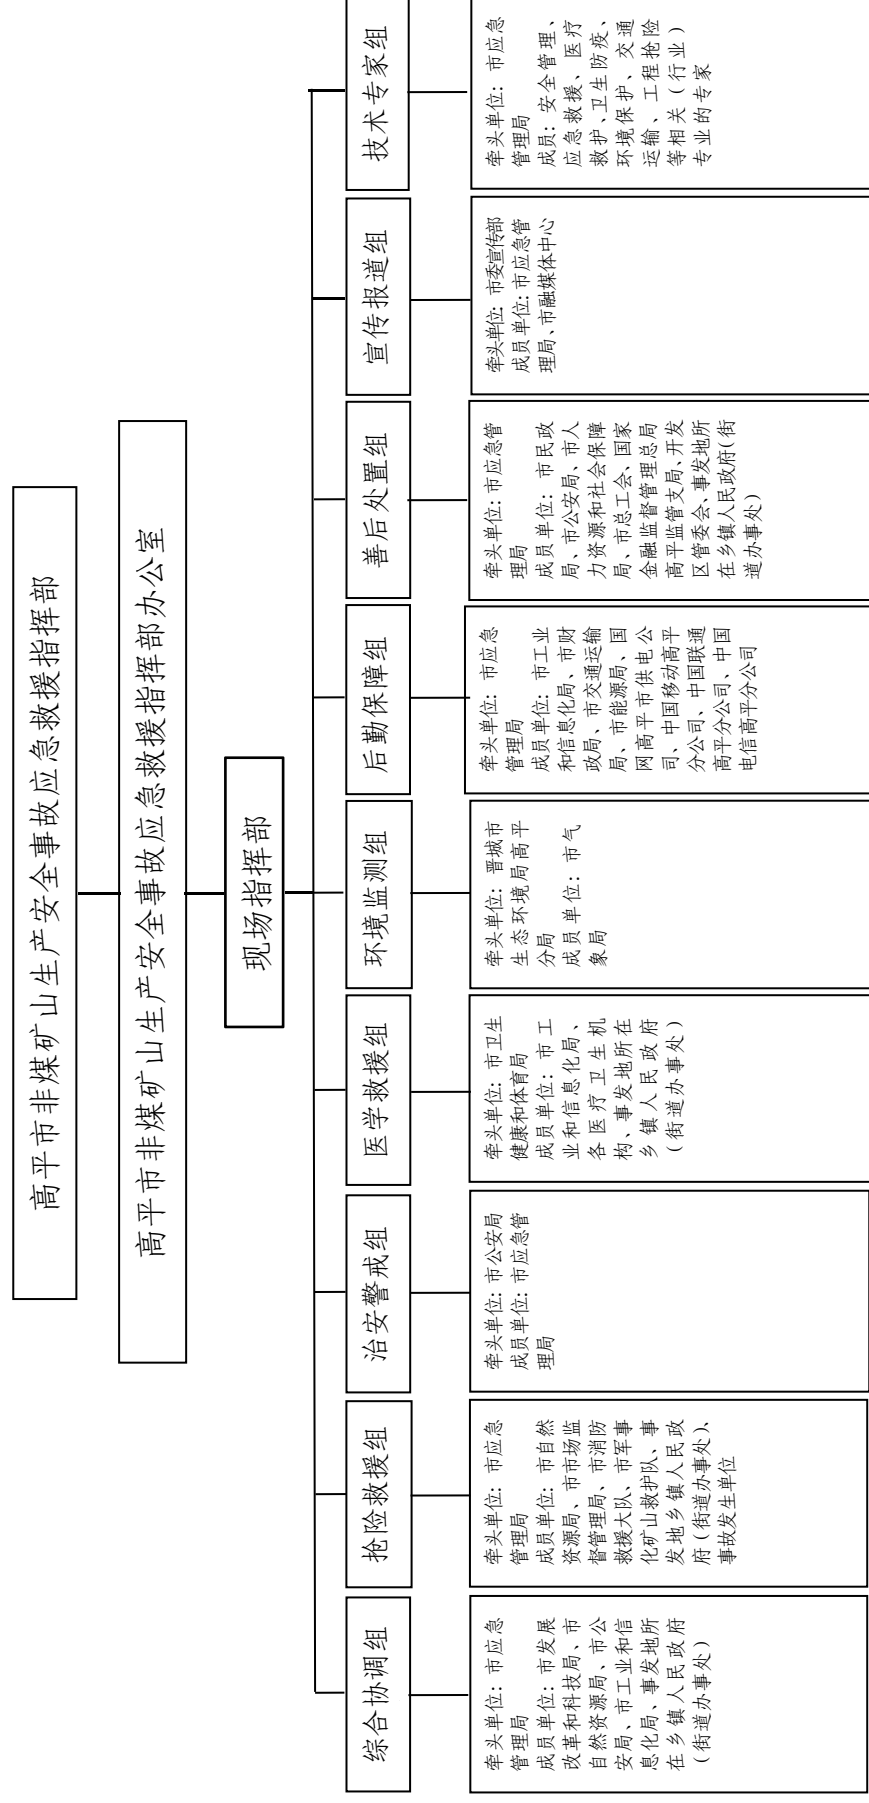 高平市非煤矿山生产安全事故应急救援指挥部
高平市非煤矿山生产安全事故应急救援指挥部办公室
现场指挥部
综合协调组
牵头单位：市应急
管理局
成员单位：市发展
改革和科技局、市
自然资源局、市公
安局、市工业和信
息化局、事发地所
在乡镇人民政府
（街道办事处）
抢险救援组
牵头单位：市应急
管理局
成员单位：市自然
资源局、市市场监
督管理局、市消防
救援大队、市军事
化矿山救护队、事
发地乡镇人民政
府（街道办事处）、
事故发生单位
治安警戒组
牵头单位：市公安局
成员单位：市应急管
理局
医学救援组
牵头单位：市卫生
健康和体育局
成员单位：市工
业和信息化局、
各医疗卫生机
构、事发地所在
乡镇人民政府
（街道办事处）
环境监测组
牵头单位：晋城市
生态环境局高平
分局
成员单位：市气
象局
后勤保障组
牵头单位：市应急
管理局
成员单位：市工业
和信息化局、市财
政局、市交通运输
局、市能源局、国
网高平市供电公
司、中国移动高平
分公司、中国联通
高平分公司、中国
电信高平分公司
善后处置组
牵头单位：市应急管
理局
成员单位：市民政
局、市公安局、市人
力资源和社会保障
局、市总工会、国家
金融监督管理总局
高平监管支局、开发
区管委会、事发地所
在乡镇人民政府（街
道办事处）
宣传报道组
牵头单位：市委宣传部
成员单位：市应急管
理局、市融媒体中心
技术专家组
牵头单位：市应急
管理局
成员：安全管理、
应急救援、医疗
救护、卫生防疫、
环境保护、交通
运输、工程抢险
等相关（行业）
专业的专家